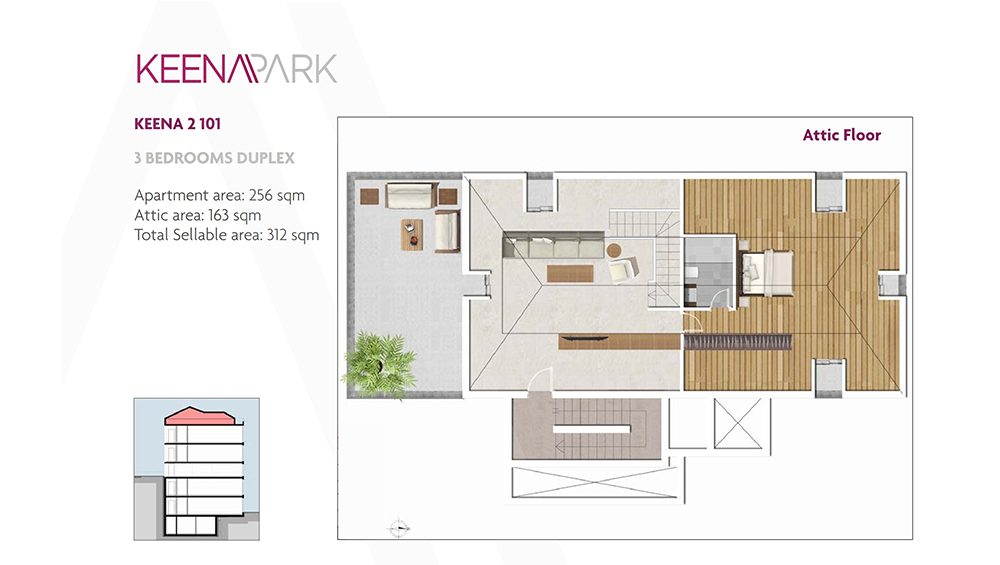 KEENAPARK
KEENA 2 101
3 BEDROOMS DUPLEX
Apartment area: 256 sqm
Attic area: 163 sqm
Total Sellable area: 312 sqm
Attic Floor